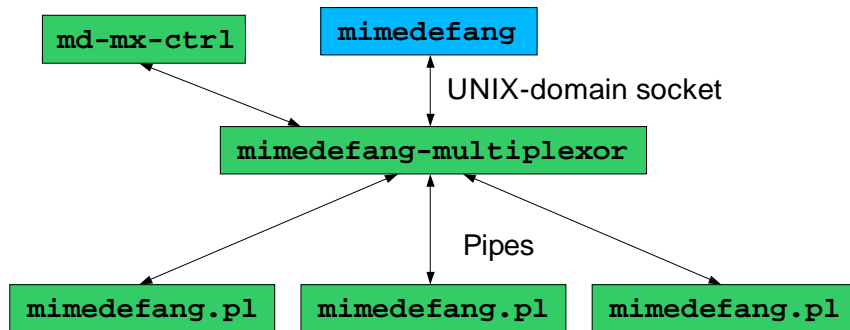 md-mx-ctrl
mimedefang
UNIX-domain socket
mimedefang-multiplexor
Pipes
mimedefang.pl
mimedefang.pl
mimedefang.pl